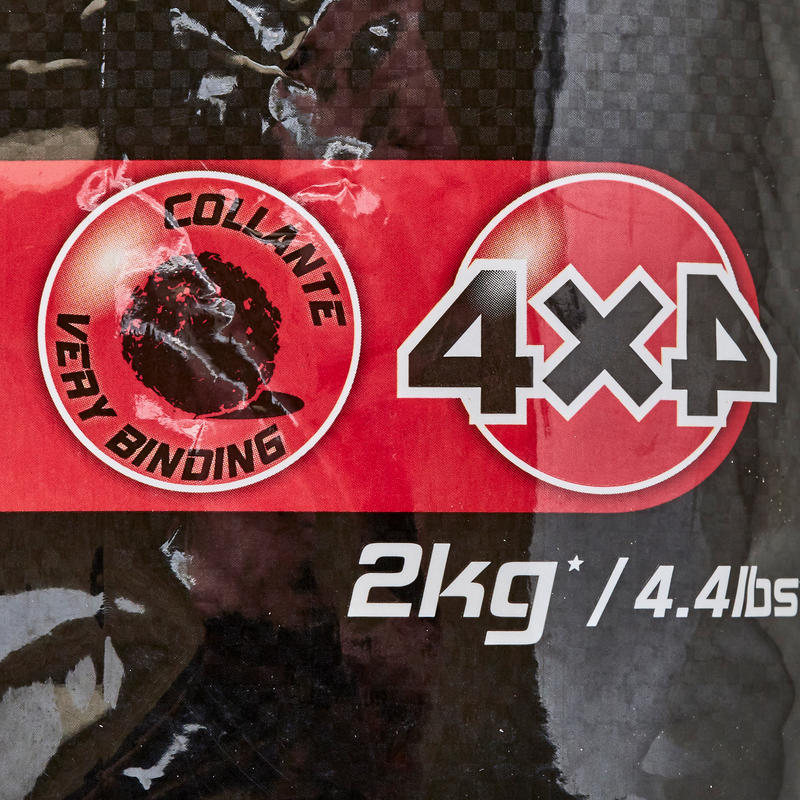 COLLANTE
VERY BINDING
4x4
2kg* / 4.4lbs